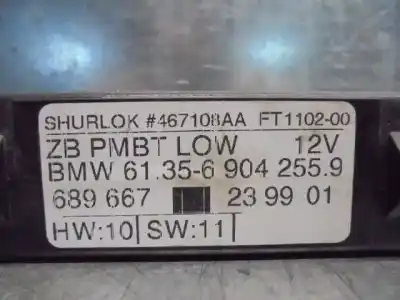 SHURLOK #467108AA FT1102-00
ZB PMBT LOW 12V
BMW 61.35-6 904 255.9
689 667 23 99 01
HW:10 SW:11